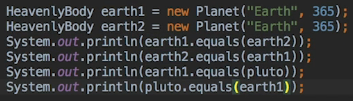 HeavenlyBody earth1 = new Planet("Earth", 365);
HeavenlyBody earth2 = new Planet("Earth", 365);
System.out.println(earth1.equals(earth2));
System.out.println(earth2.equals(earth1));
System.out.println(earth1.equals(pluto));
System.out.println(pluto.equals(earth1));